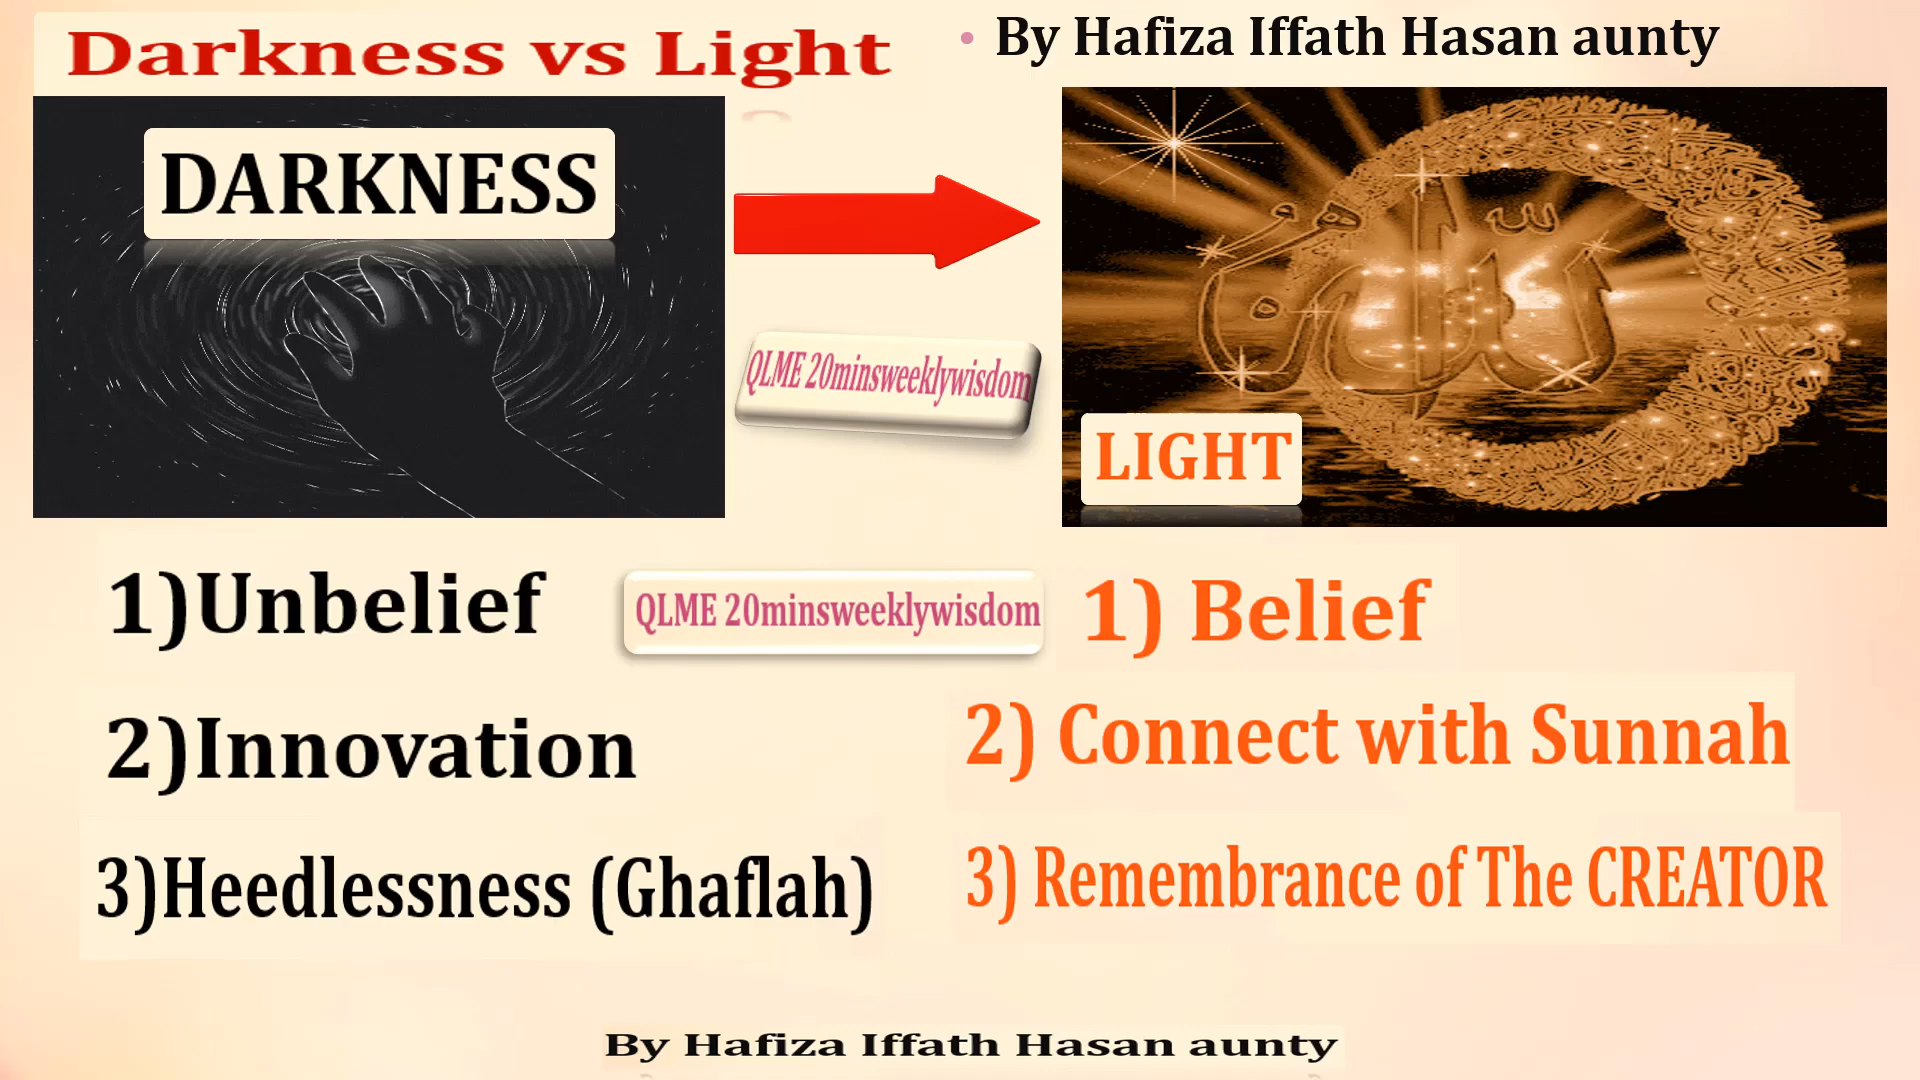 Darkness vs Light
• By Hafiza Iffath Hasan aunty
DARKNESS
QLME 20minsweeklywisdom
LIGHT
1)Unbelief
QLME 20minsweeklywisdom
1) Belief
2)Innovation
2) Connect with Sunnah
3)Heedlessness (Ghaflah)
3) Remembrance of The CREATOR
By Hafiza Iffath Hasan aunty